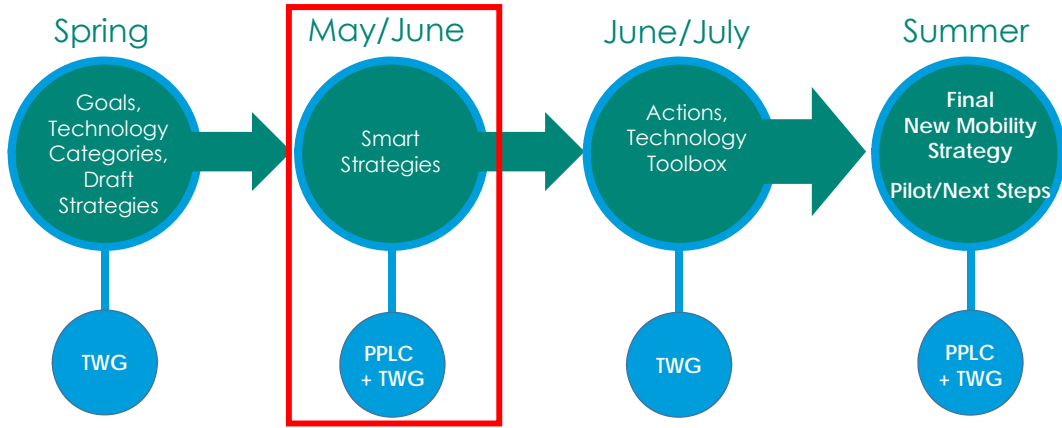 Spring
May/June
June/July
Summer
Goals,
Technology
Categories,
Draft
Strategies
Smart
Strategies
Actions,
Technology
Toolbox
Final
New Mobility
Strategy
Pilot/Next Steps
TWG
PPLC
+ TWG
TWG
PPLC
+ TWG